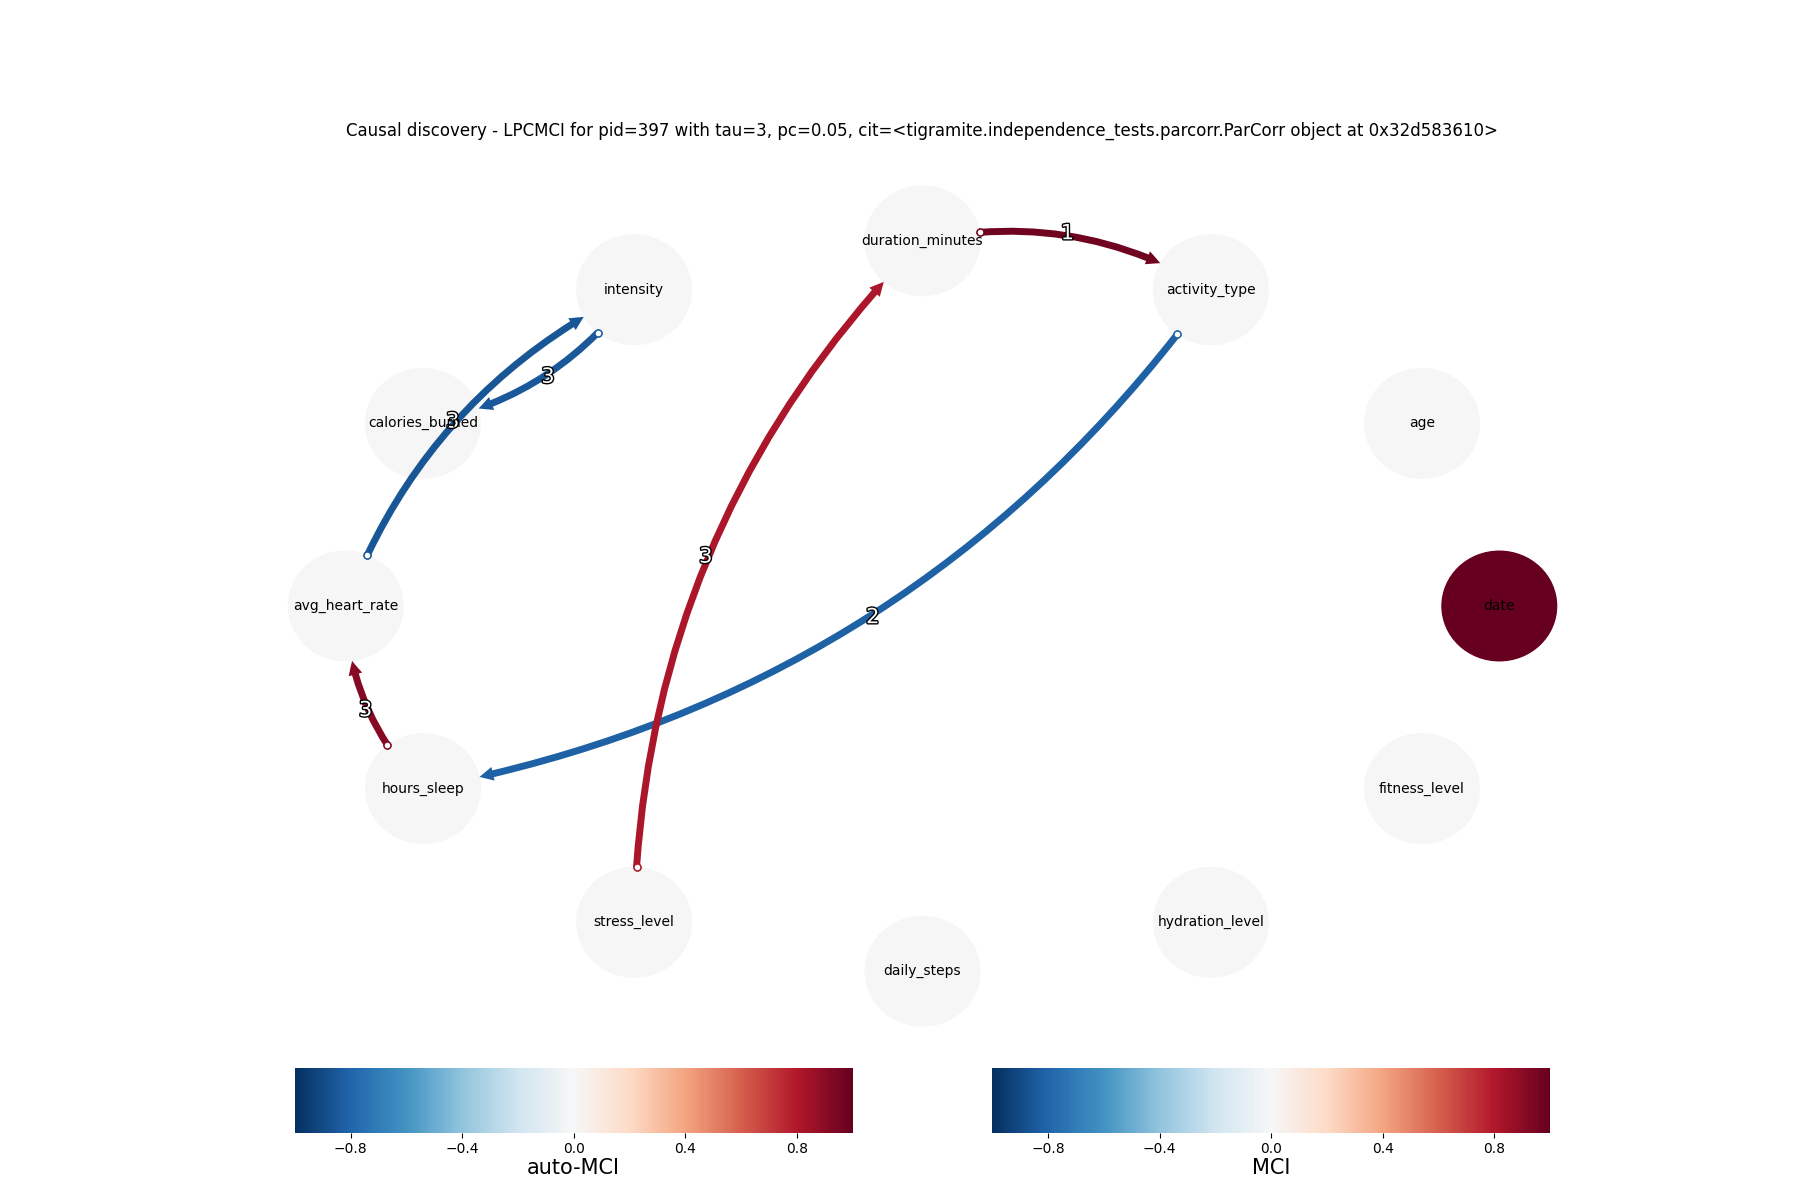 Causal discovery - LPCMCI for pid=397 with tau=3, pc=0.05, cit=<tigramite.independence_tests.parcorr.ParCorr object at 0x32d583610>
duration_minutes
1
intensity
activity_type
3
calories_burned
3
age
3
avg_heart_rate
date
2
3
hours_sleep
fitness_level
stress_level
hydration_level
daily_steps
−0.8 −0.4 0.0 0.4 0.8
auto-MCI
−0.8 −0.4 0.0 0.4 0.8
MCI